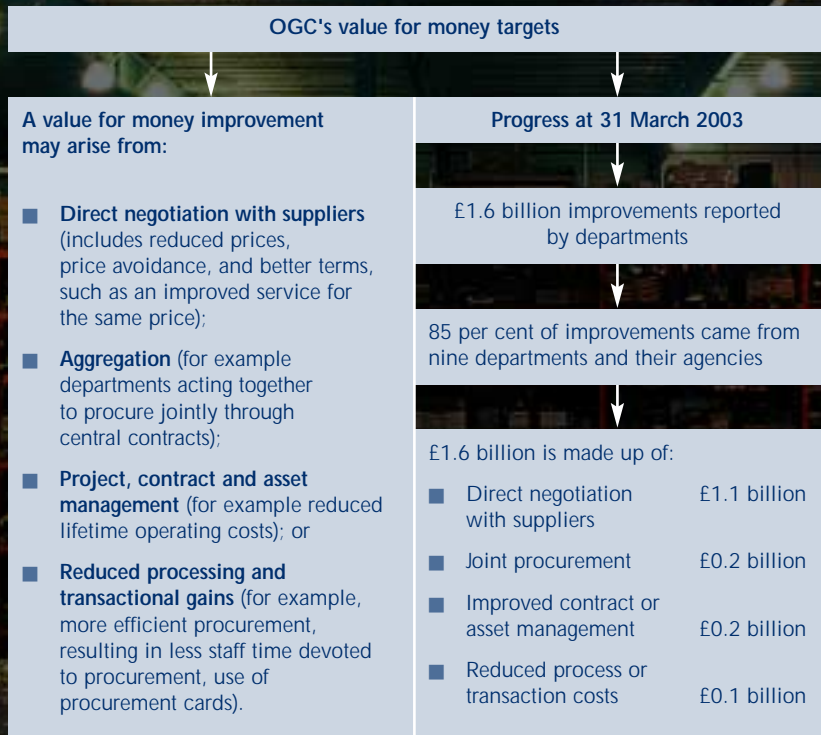 OGC's value for money targets
A value for money improvement
may arise from:
■ Direct negotiation with suppliers
(includes reduced prices,
price avoidance, and better terms,
such as an improved service for
the same price);
■ Aggregation (for example
departments acting together
to procure jointly through
central contracts);
■ Project, contract and asset
management (for example reduced
lifetime operating costs); or
■ Reduced processing and
transactional gains (for example,
more efficient procurement,
resulting in less staff time devoted
to procurement, use of
procurement cards).
Progress at 31 March 2003
£1.6 billion improvements reported
by departments
85 per cent of improvements came from
nine departments and their agencies
£1.6 billion is made up of:
■ Direct negotiation £1.1 billion
with suppliers
■ Joint procurement £0.2 billion
■ Improved contract or
asset management £0.2 billion
■ Reduced process or
transaction costs £0.1 billion